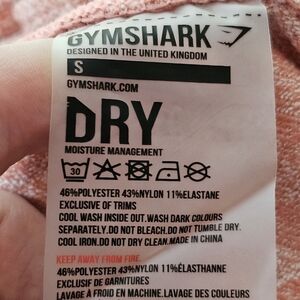 GYMSHARK
DESIGNED IN THE UNITED KINGDOM
S
GYMSHARK.COM
DRY
MOISTURE MANAGEMENT
30
46%POLYESTER 43%NYLON 11%ELASTANE
EXCLUSIVE OF TRIMS
COOL WASH INSIDE OUT.WASH DARK COLOURS
SEPARATELY.DO NOT BLEACH.DO NOT TUMBLE DRY.
COOL IRON.DO NOT DRY CLEAN.MADE IN CHINA
KEEP AWAY FROM FIRE.
46%POLYESTER 43%NYLON 11%ÉLASTHANNE
EXCLUSIF DE GARNITURES
LAVAGE À FROID EN MACHINE.LAVAGE DES COULEURS